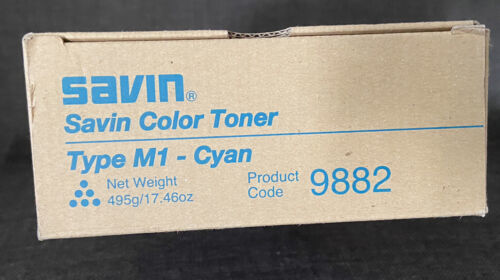 savin®
Savin Color Toner
Type M1 - Cyan
Net Weight
495g/17.46oz
Product
Code
9882